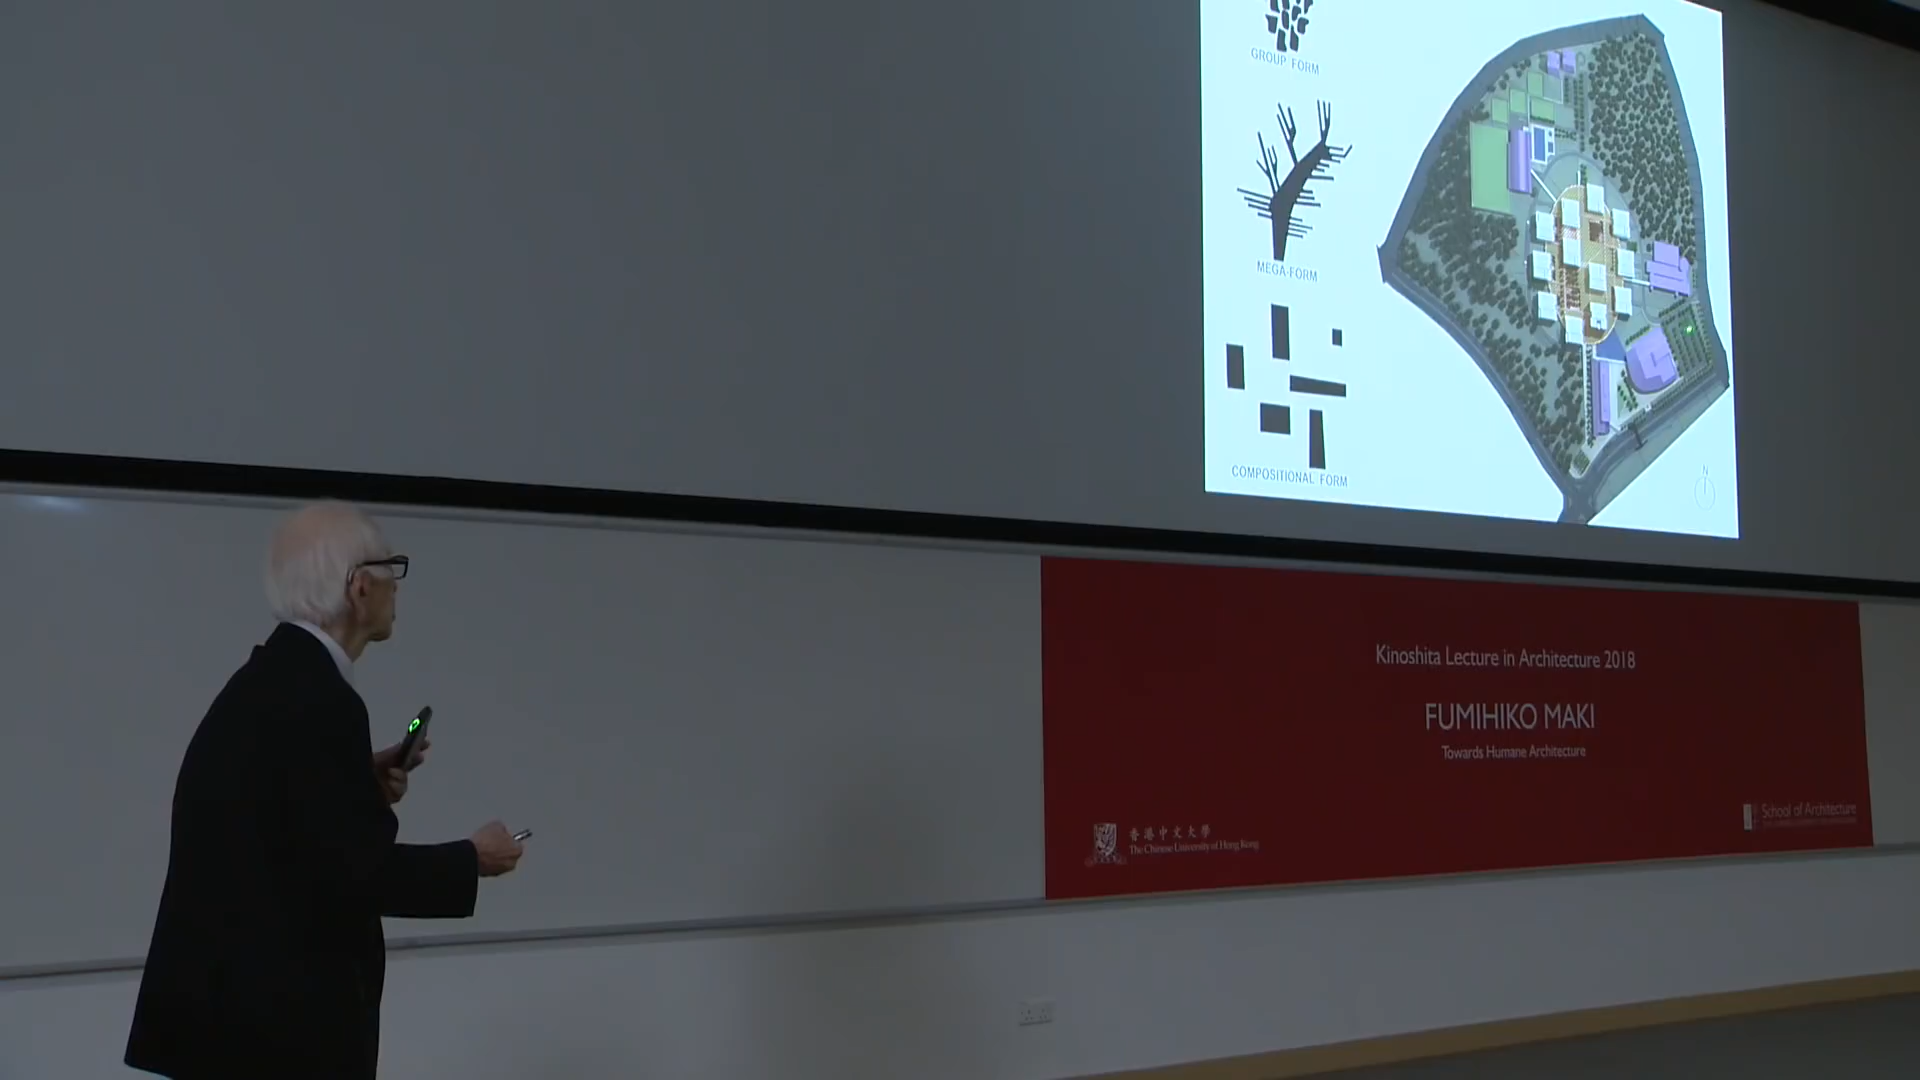 GROUP FORM
MEGA-FORM
COMPOSITIONAL FORM
N
Kinoshita Lecture in Architecture 2018
FUMIHIKO MAKI
Towards Humane Architecture
香港中文大學
The Chinese University of Hong Kong
School of Architecture